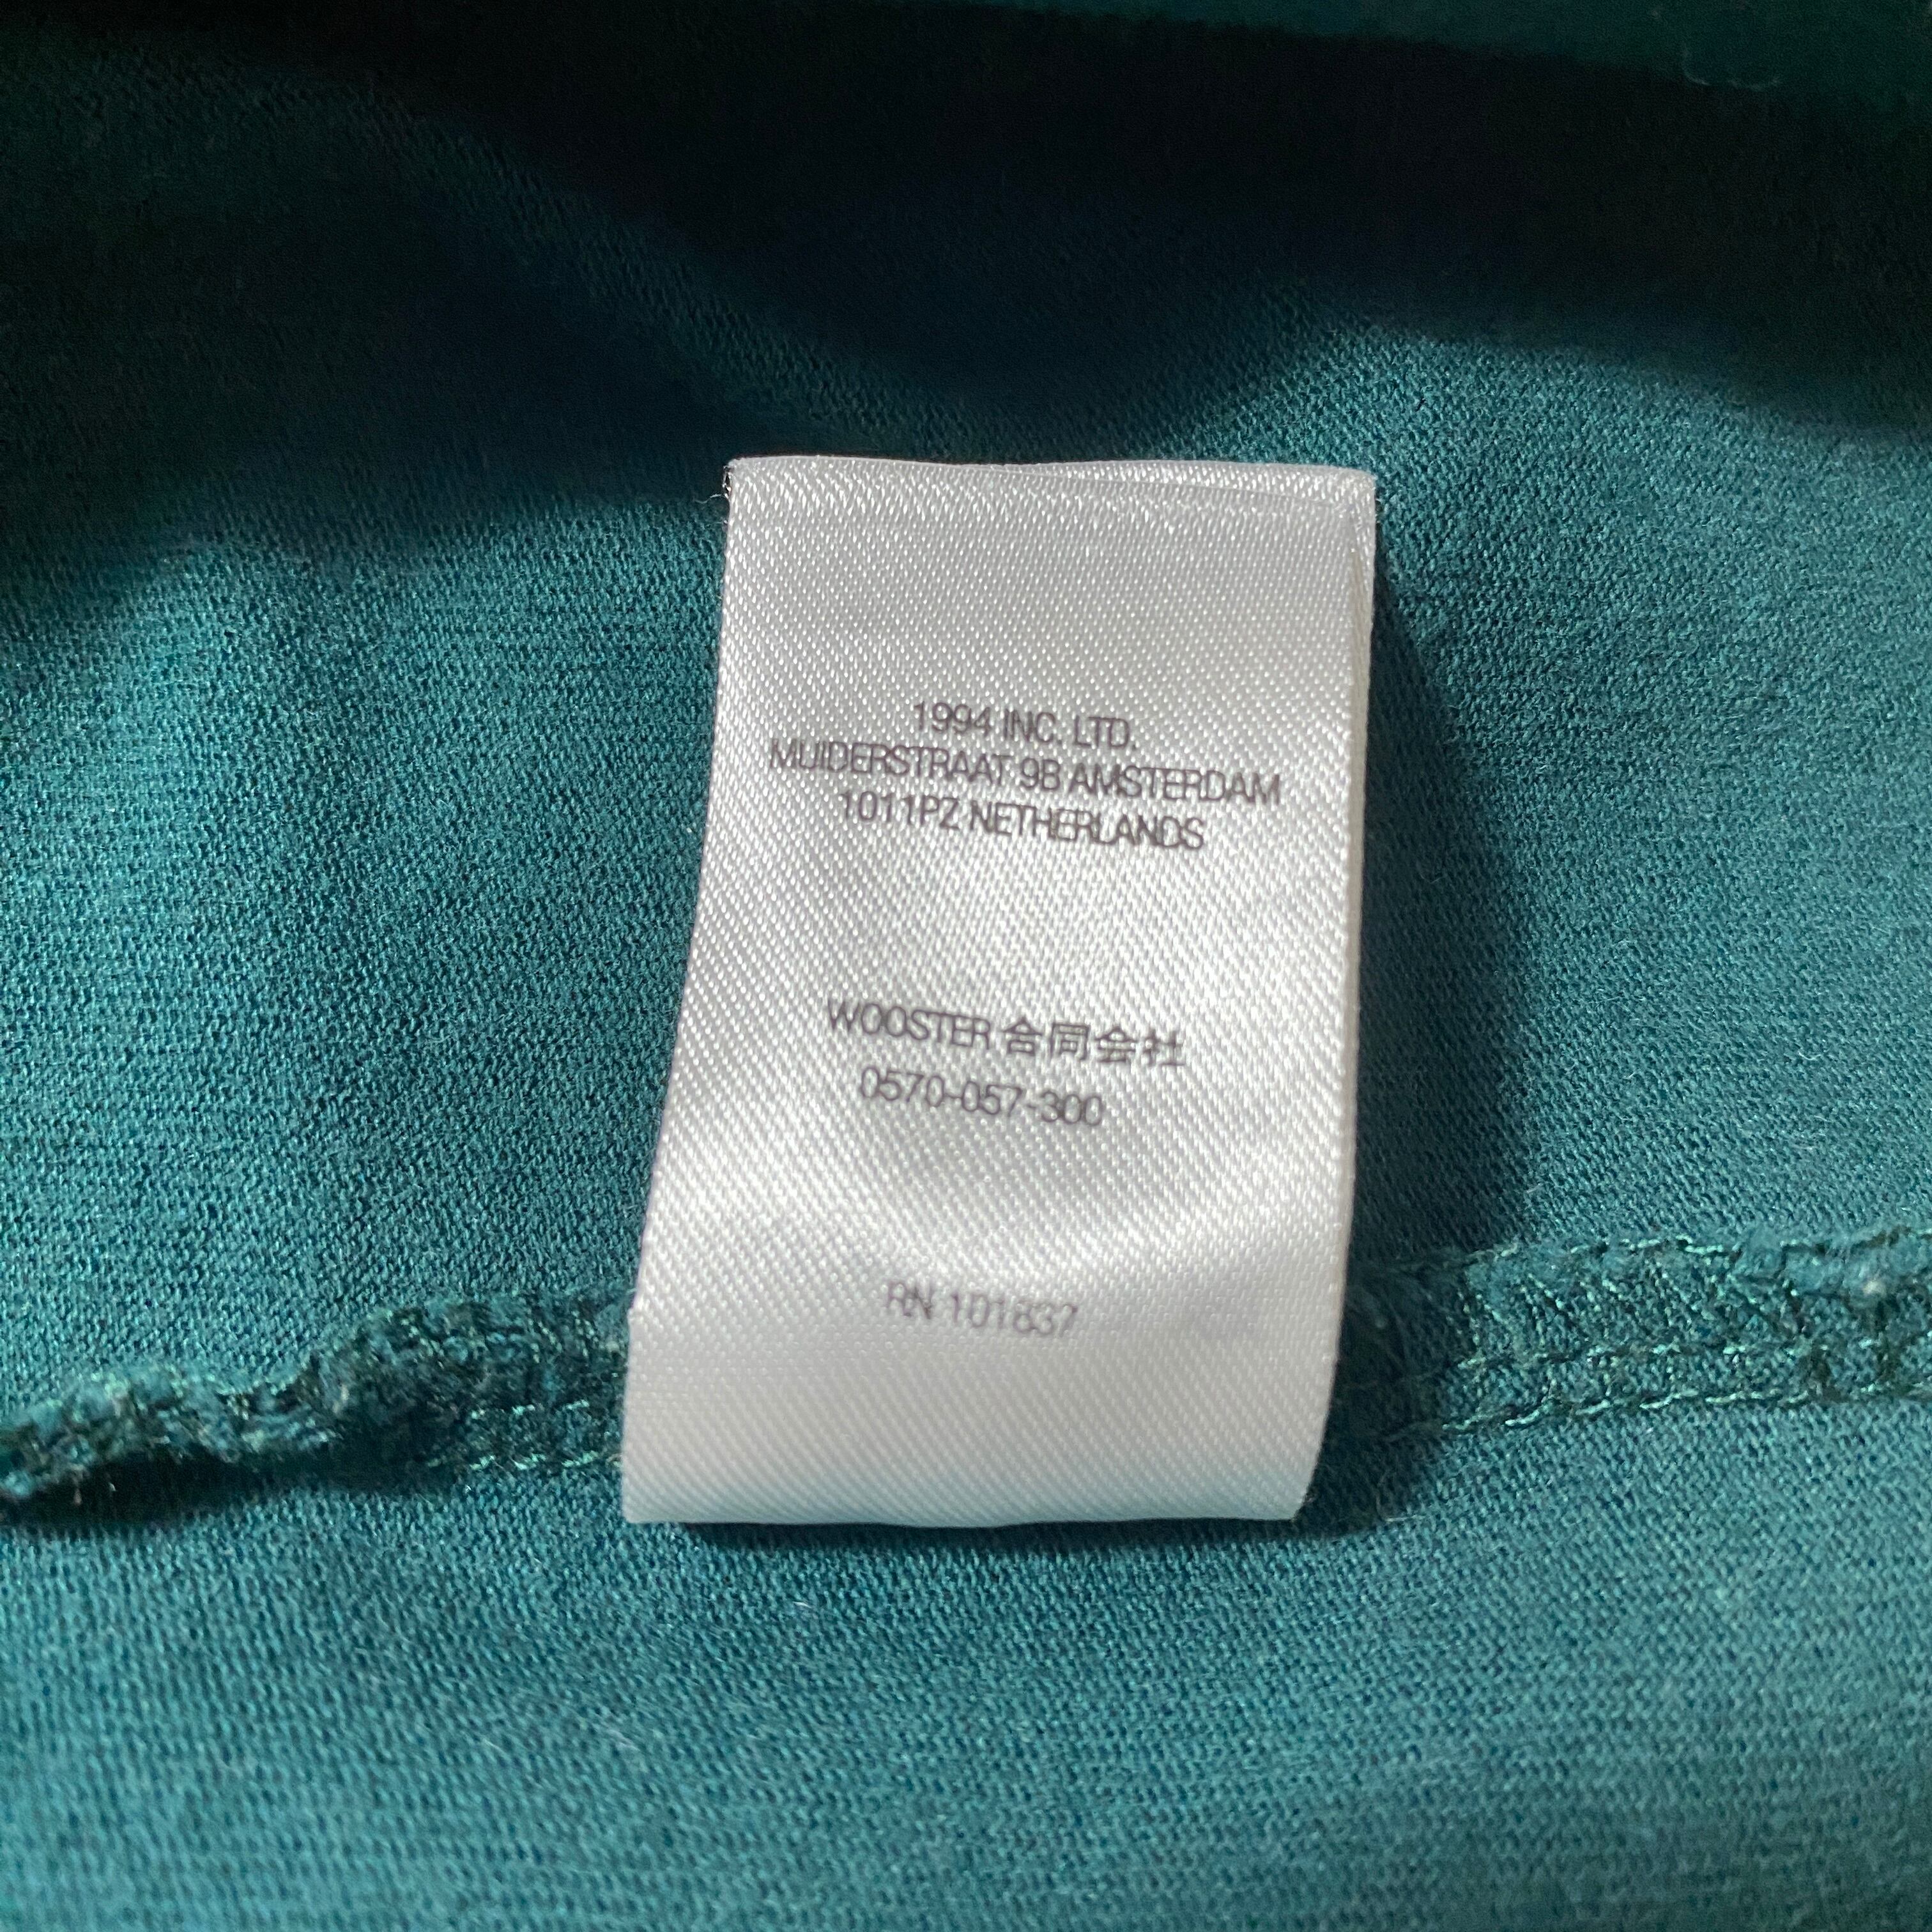 1994 INC. LTD.
MUIDERSTRAAT 9B AMSTERDAM
1011PZ NETHERLANDS
WOOSTER 合同会社
0570-057-300
RN 101837